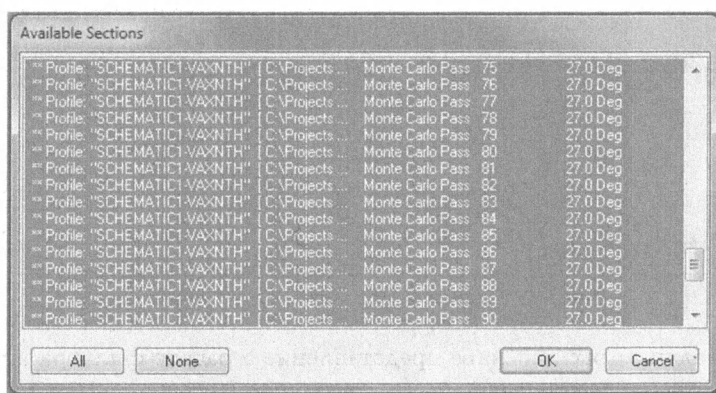 Available Sections
** Profile: "SCHEMATIC1-VAXNTH" [ C:\Projects ... Monte Carlo Pass 75 27.0 Deg
** Profile: "SCHEMATIC1-VAXNTH" [ C:\Projects ... Monte Carlo Pass 76 27.0 Deg
** Profile: "SCHEMATIC1-VAXNTH" [ C:\Projects ... Monte Carlo Pass 77 27.0 Deg
** Profile: "SCHEMATIC1-VAXNTH" [ C:\Projects ... Monte Carlo Pass 78 27.0 Deg
** Profile: "SCHEMATIC1-VAXNTH" [ C:\Projects ... Monte Carlo Pass 79 27.0 Deg
** Profile: "SCHEMATIC1-VAXNTH" [ C:\Projects ... Monte Carlo Pass 80 27.0 Deg
** Profile: "SCHEMATIC1-VAXNTH" [ C:\Projects ... Monte Carlo Pass 81 27.0 Deg
** Profile: "SCHEMATIC1-VAXNTH" [ C:\Projects ... Monte Carlo Pass 82 27.0 Deg
** Profile: "SCHEMATIC1-VAXNTH" [ C:\Projects ... Monte Carlo Pass 83 27.0 Deg
** Profile: "SCHEMATIC1-VAXNTH" [ C:\Projects ... Monte Carlo Pass 84 27.0 Deg
** Profile: "SCHEMATIC1-VAXNTH" [ C:\Projects ... Monte Carlo Pass 85 27.0 Deg
** Profile: "SCHEMATIC1-VAXNTH" [ C:\Projects ... Monte Carlo Pass 86 27.0 Deg
** Profile: "SCHEMATIC1-VAXNTH" [ C:\Projects ... Monte Carlo Pass 87 27.0 Deg
** Profile: "SCHEMATIC1-VAXNTH" [ C:\Projects ... Monte Carlo Pass 88 27.0 Deg
** Profile: "SCHEMATIC1-VAXNTH" [ C:\Projects ... Monte Carlo Pass 89 27.0 Deg
** Profile: "SCHEMATIC1-VAXNTH" [ C:\Projects ... Monte Carlo Pass 90 27.0 Deg
All None OK Cancel